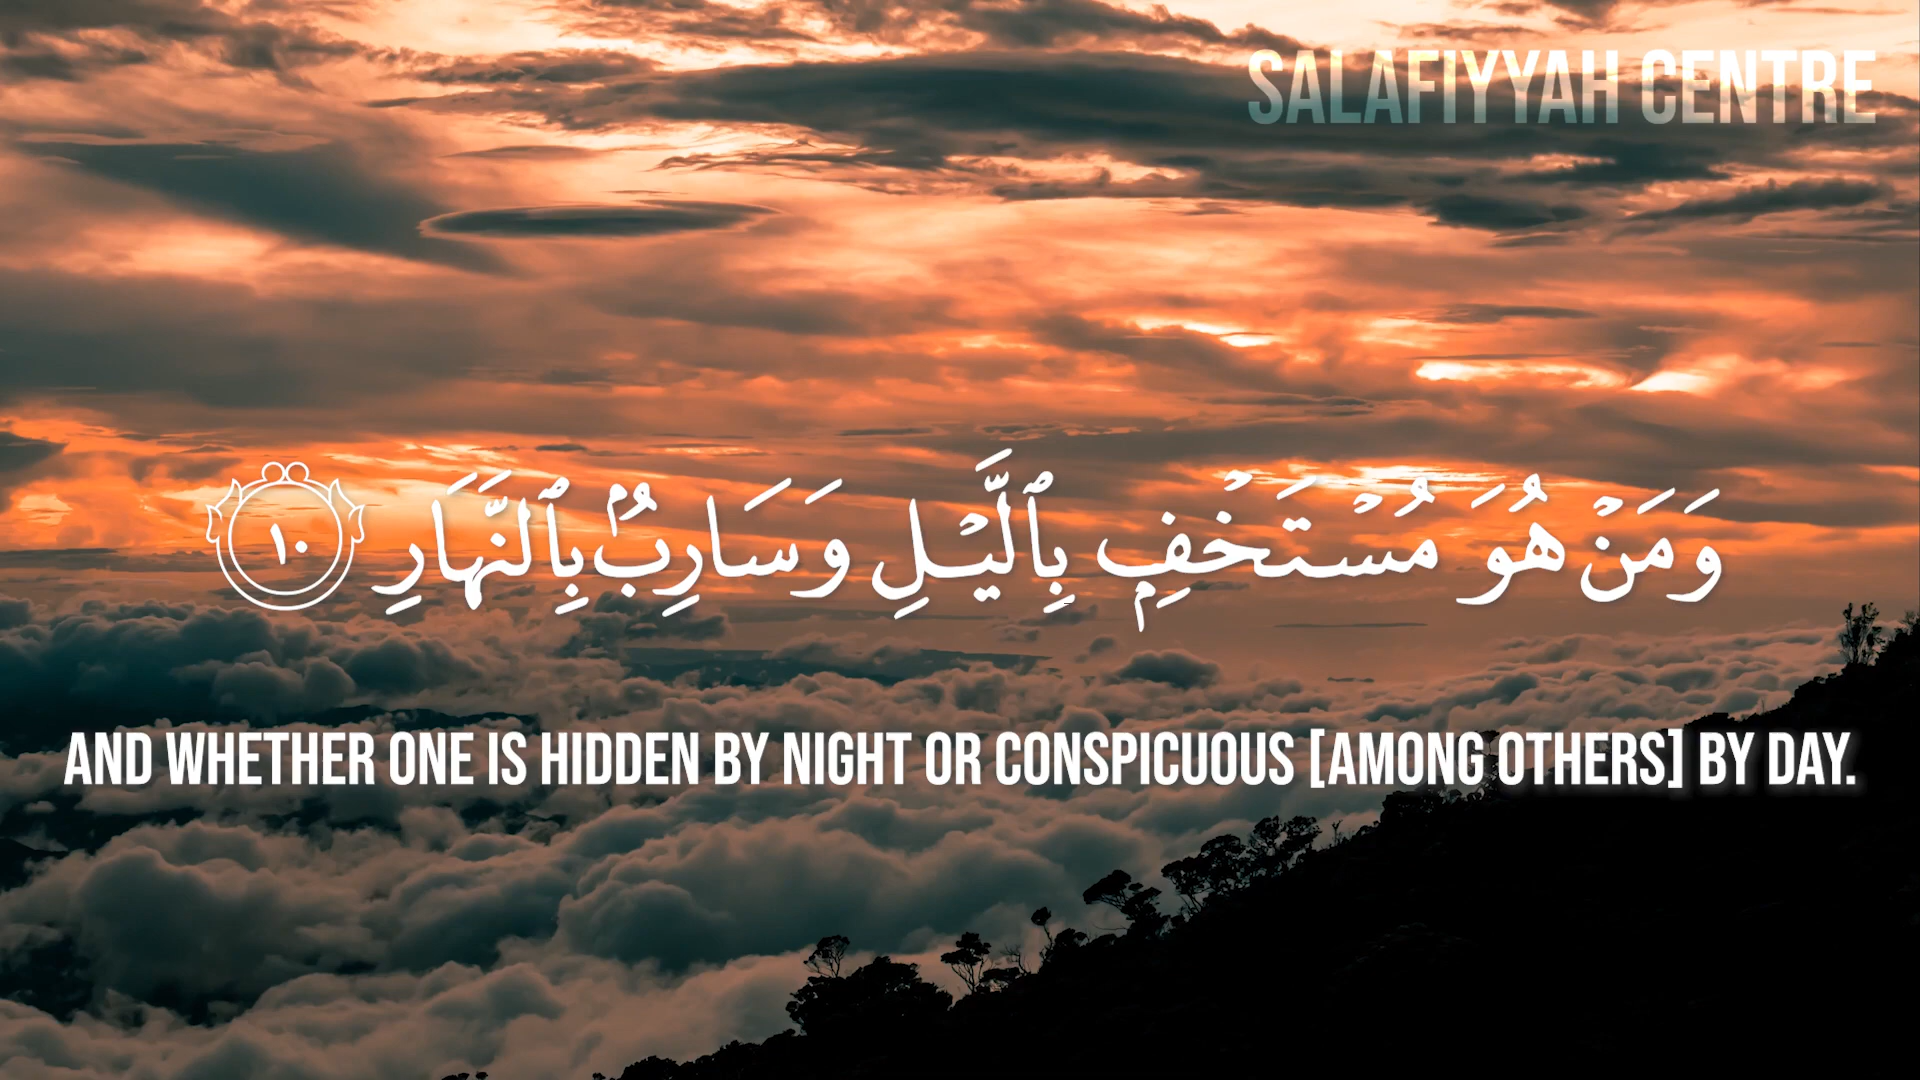 SALAFIYYAH CENTRE
وَمَنْ هُوَ مُسْتَخْفِۭ بِٱلَّيْلِ وَسَارِبٌۢ بِٱلنَّهَارِ ١٠
AND WHETHER ONE IS HIDDEN BY NIGHT OR CONSPICUOUS [AMONG OTHERS] BY DAY.